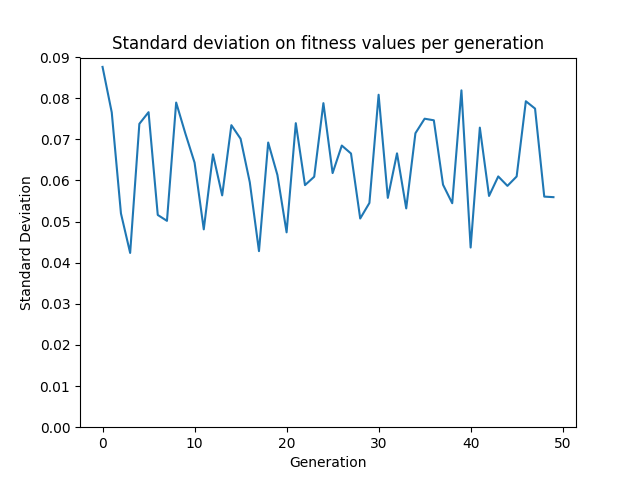 Standard deviation on fitness values per generation
0.09
0.08
0.07
0.06
0.05
0.04
0.03
0.02
0.01
0.00
Standard Deviation
0 10 20 30 40 50
Generation